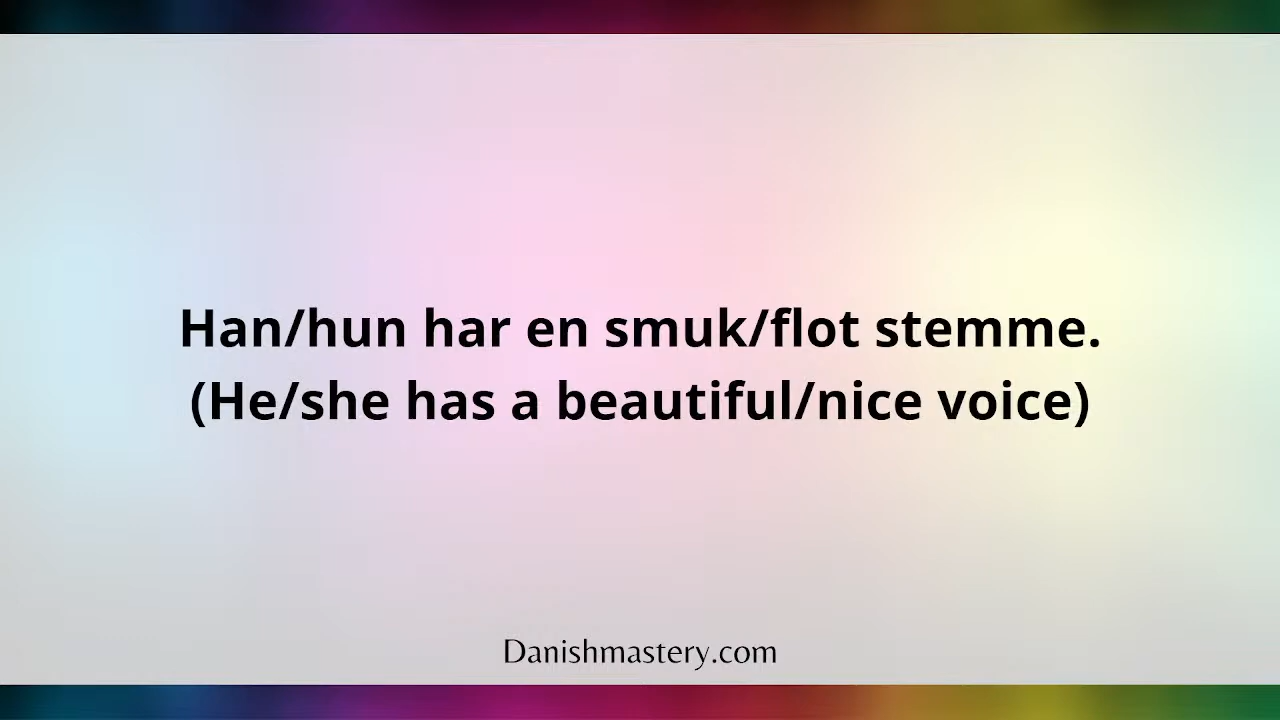 Han/hun har en smuk/flot stemme.
(He/she has a beautiful/nice voice)
Danishmastery.com